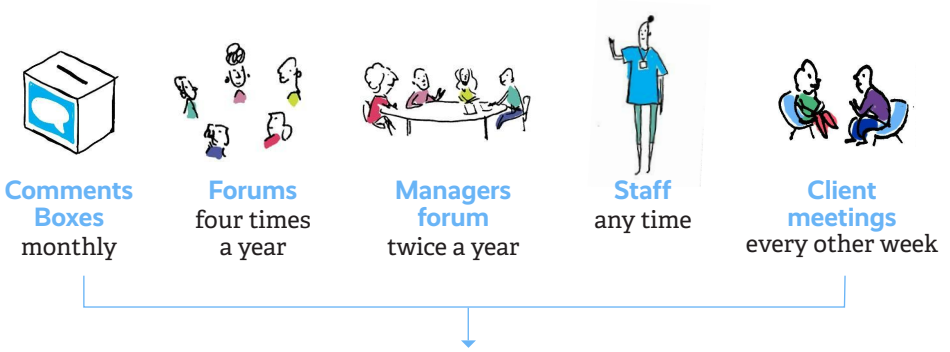 Comments
Boxes
monthly
Forums
four times
a year
Managers
forum
twice a year
Staff
any time
Client
meetings
every other week